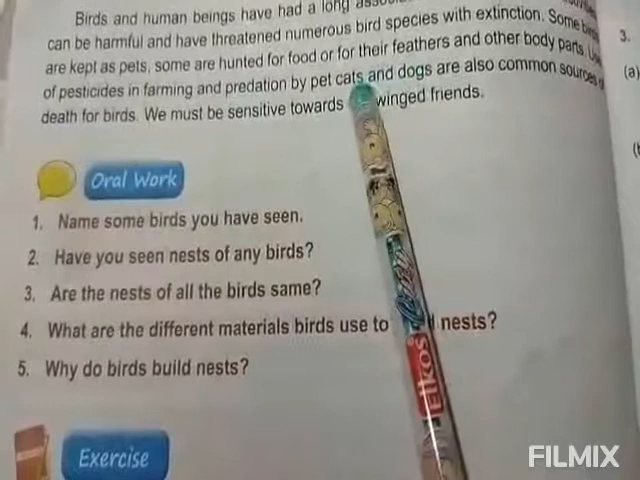 Birds and human beings have had a long
can be harmful and have threatened numerous bird species with extinction. Some birds
are kept as pets, some are hunted for food or for their feathers and other body parts.
of pesticides in farming and predation by pet cats and dogs are also common sources
death for birds. We must be sensitive towards winged friends.
Oral Work
1. Name some birds you have seen.
2. Have you seen nests of any birds?
3. Are the nests of all the birds same?
4. What are the different materials birds use to nests?
5. Why do birds build nests?
Exercise
3.
(a)
Elkos
FILMIX